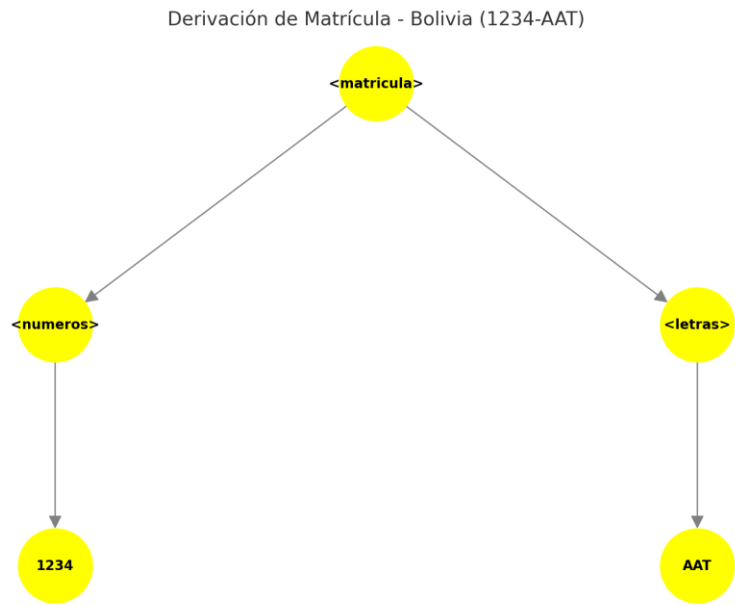 Derivación de Matrícula - Bolivia (1234-AAT)
<matricula>
<numeros>
<letras>
1234
AAT